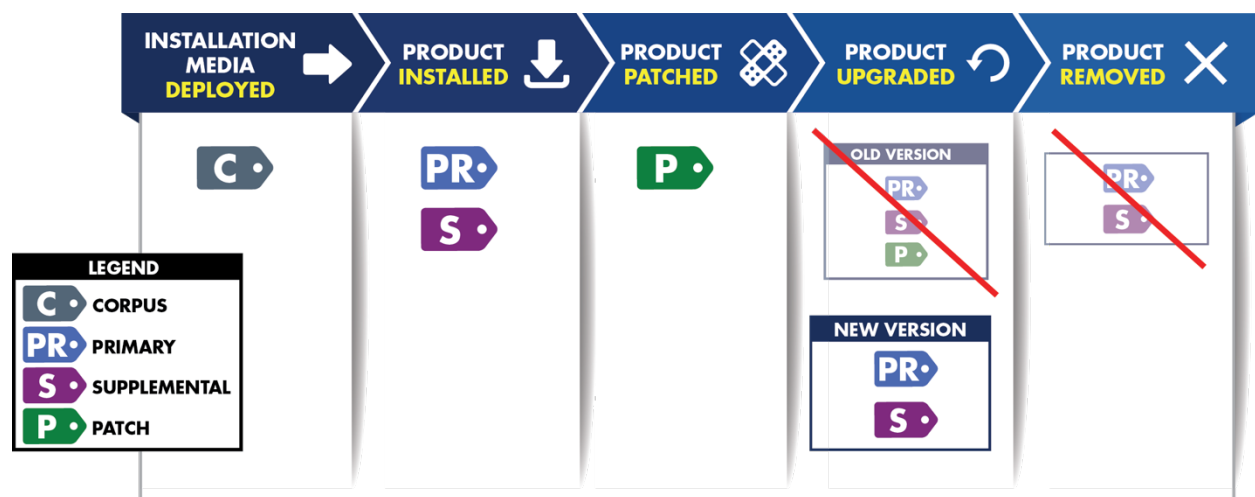 INSTALLATION
MEDIA
DEPLOYED
PRODUCT
INSTALLED
PRODUCT
PATCHED
PRODUCT
UPGRADED
PRODUCT
REMOVED
C
PR
S
P
OLD VERSION
PR
S
P
NEW VERSION
PR
S
PR
S
LEGEND
C CORPUS
PR PRIMARY
S SUPPLEMENTAL
P PATCH